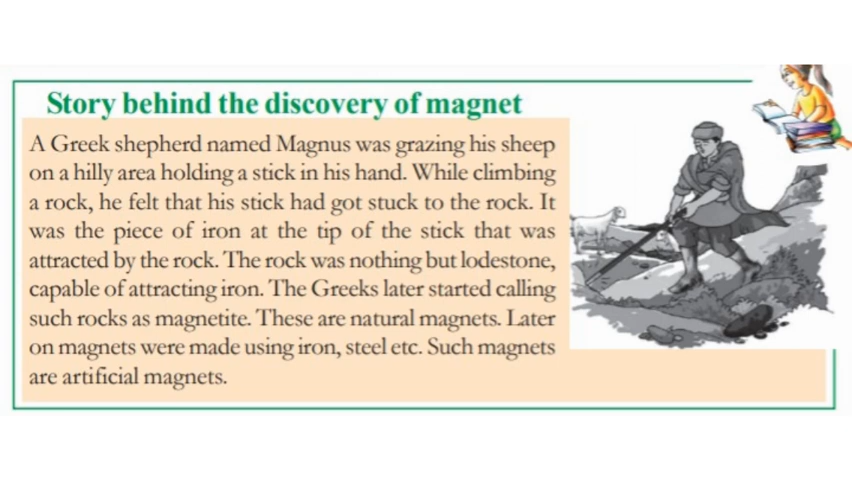 Story behind the discovery of magnet
A Greek shepherd named Magnus was grazing his sheep
on a hilly area holding a stick in his hand. While climbing
a rock, he felt that his stick had got stuck to the rock. It
was the piece of iron at the tip of the stick that was
attracted by the rock. The rock was nothing but lodestone,
capable of attracting iron. The Greeks later started calling
such rocks as magnetite. These are natural magnets. Later
on magnets were made using iron, steel etc. Such magnets
are artificial magnets.